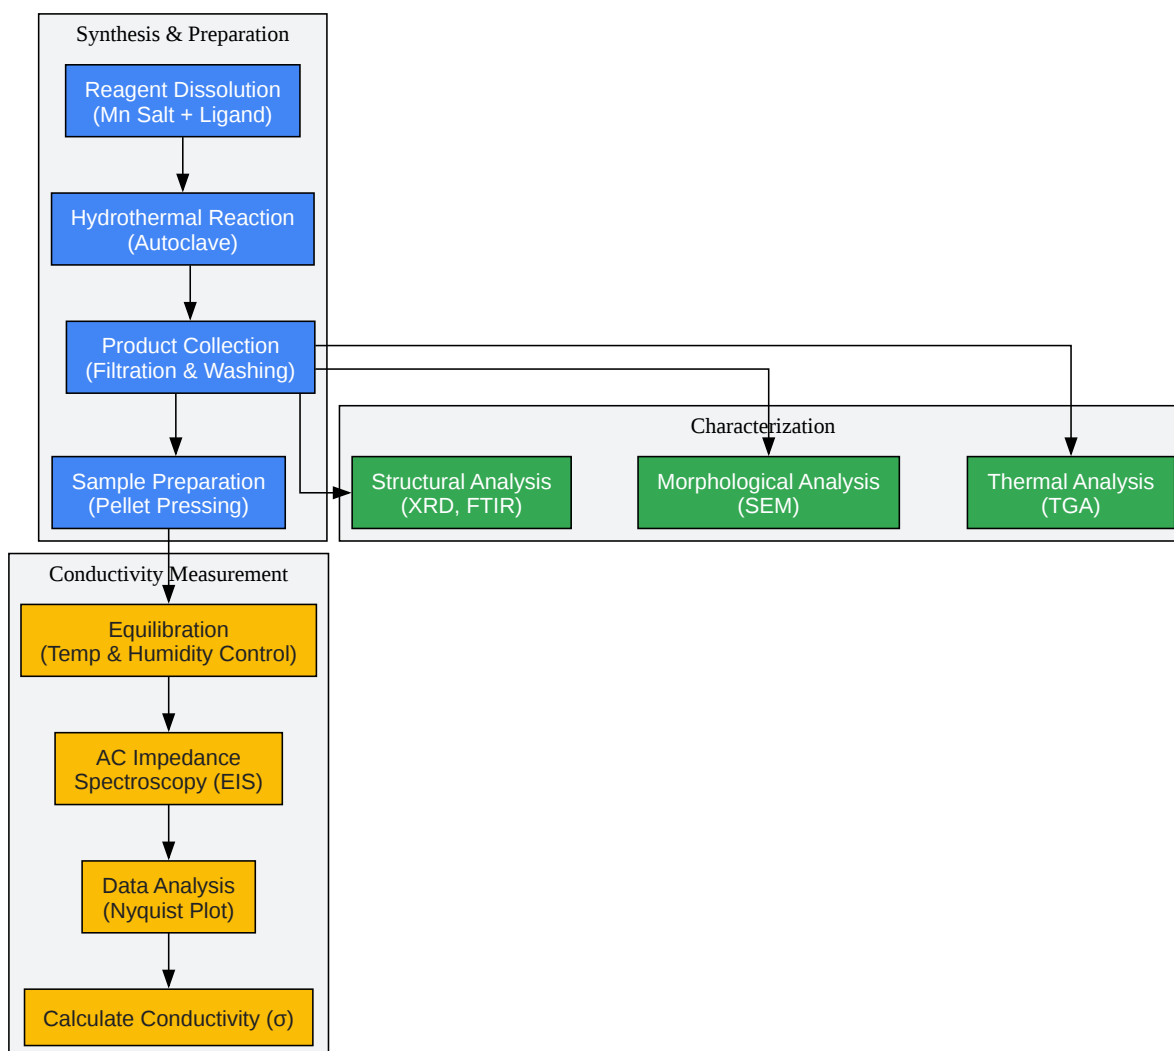 Synthesis & Preparation
Reagent Dissolution
(Mn Salt + Ligand)
Hydrothermal Reaction
(Autoclave)
Product Collection
(Filtration & Washing)
Characterization
Sample Preparation
(Pellet Pressing)
Structural Analysis
(XRD, FTIR)
Morphological Analysis
(SEM)
Thermal Analysis
(TGA)
Conductivity Measurement
Equilibration
(Temp & Humidity Control)
AC Impedance
Spectroscopy (EIS)
Data Analysis
(Nyquist Plot)
Calculate Conductivity (σ)